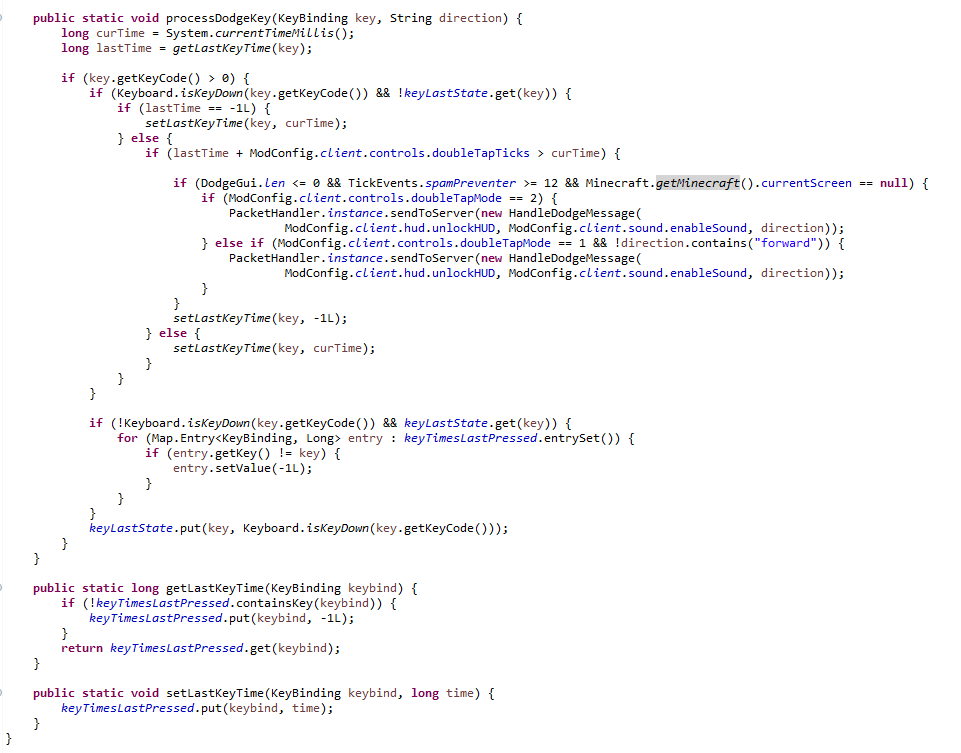 public static void processDodgeKey(KeyBinding key, String direction) {
    long curTime = System.currentTimeMillis();
    long lastTime = getLastKeyTime(key);

    if (key.getKeyCode() > 0) {
        if (Keyboard.isKeyDown(key.getKeyCode()) && !keyLastState.get(key)) {
            if (lastTime == -1L) {
                setLastKeyTime(key, curTime);
            } else {
                if (lastTime + ModConfig.client.controls.doubleTapTicks > curTime) {

                    if (DodgeGui.len <= 0 && TickEvents.spamPreventer >= 12 && Minecraft.getMinecraft().currentScreen == null) {
                        if (ModConfig.client.controls.doubleTapMode == 2) {
                            PacketHandler.instance.sendToServer(new HandleDodgeMessage(
                                    ModConfig.client.hud.unlockHUD, ModConfig.client.sound.enableSound, direction));
                        } else if (ModConfig.client.controls.doubleTapMode == 1 && !direction.contains("forward")) {
                            PacketHandler.instance.sendToServer(new HandleDodgeMessage(
                                    ModConfig.client.hud.unlockHUD, ModConfig.client.sound.enableSound, direction));
                        }
                    }
                    setLastKeyTime(key, -1L);
                } else {
                    setLastKeyTime(key, curTime);
                }
            }
        }

        if (!Keyboard.isKeyDown(key.getKeyCode()) && keyLastState.get(key)) {
            for (Map.Entry<KeyBinding, Long> entry : keyTimesLastPressed.entrySet()) {
                if (entry.getKey() != key) {
                    entry.setValue(-1L);
                }
            }
        }
        keyLastState.put(key, Keyboard.isKeyDown(key.getKeyCode()));
    }
}

public static long getLastKeyTime(KeyBinding keybind) {
    if (!keyTimesLastPressed.containsKey(keybind)) {
        keyTimesLastPressed.put(keybind, -1L);
    }
    return keyTimesLastPressed.get(keybind);
}

public static void setLastKeyTime(KeyBinding keybind, long time) {
    keyTimesLastPressed.put(keybind, time);
}
}